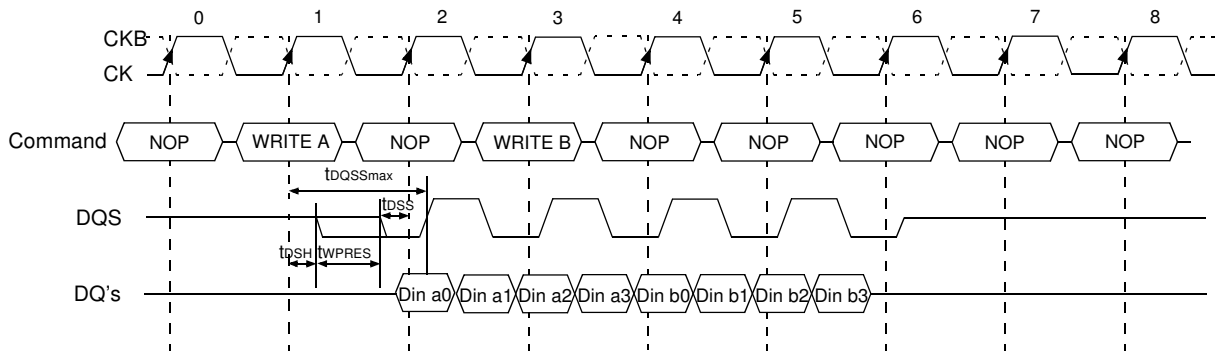 0 1 2 3 4 5 6 7 8
CKB
CK
Command NOP WRITE A NOP WRITE B NOP NOP NOP NOP NOP
tDQSSmax
tDSS
DQS
tDSH tWPRES
DQ's Din a0 Din a1 Din a2 Din a3 Din b0 Din b1 Din b2 Din b3